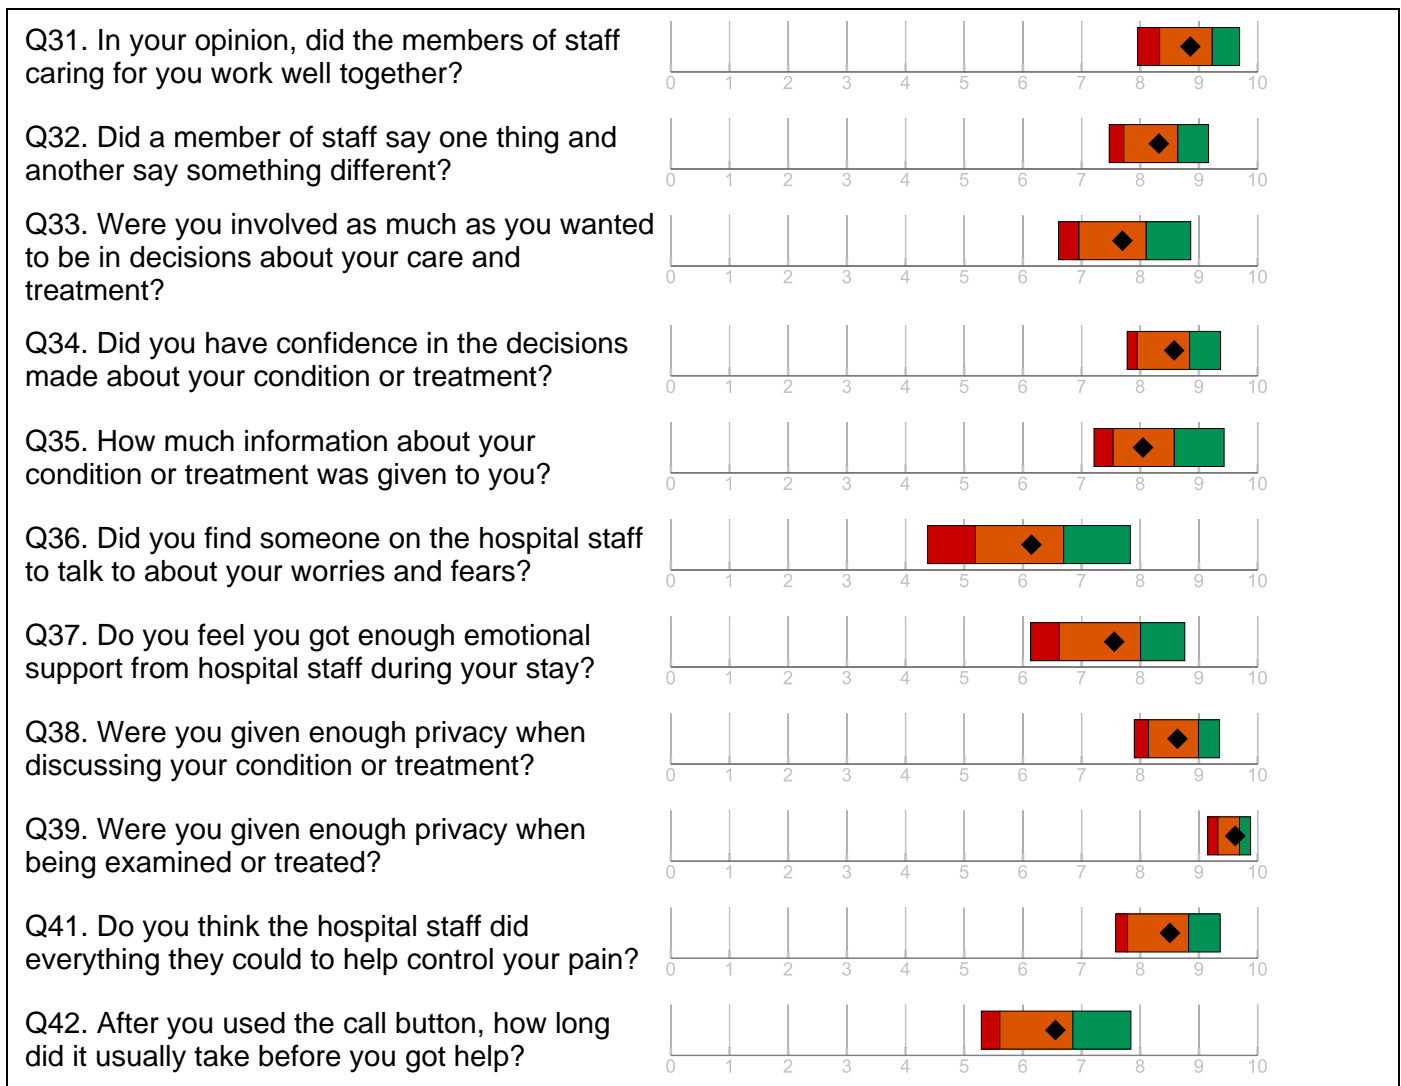 Q31. In your opinion, did the members of staff
caring for you work well together?
0 1 2 3 4 5 6 7 8 9 10
Q32. Did a member of staff say one thing and
another say something different?
0 1 2 3 4 5 6 7 8 9 10
Q33. Were you involved as much as you wanted
to be in decisions about your care and
treatment?
0 1 2 3 4 5 6 7 8 9 10
Q34. Did you have confidence in the decisions
made about your condition or treatment?
0 1 2 3 4 5 6 7 8 9 10
Q35. How much information about your
condition or treatment was given to you?
0 1 2 3 4 5 6 7 8 9 10
Q36. Did you find someone on the hospital staff
to talk to about your worries and fears?
0 1 2 3 4 5 6 7 8 9 10
Q37. Do you feel you got enough emotional
support from hospital staff during your stay?
0 1 2 3 4 5 6 7 8 9 10
Q38. Were you given enough privacy when
discussing your condition or treatment?
0 1 2 3 4 5 6 7 8 9 10
Q39. Were you given enough privacy when
being examined or treated?
0 1 2 3 4 5 6 7 8 9 10
Q41. Do you think the hospital staff did
everything they could to help control your pain?
0 1 2 3 4 5 6 7 8 9 10
Q42. After you used the call button, how long
did it usually take before you got help?
0 1 2 3 4 5 6 7 8 9 10